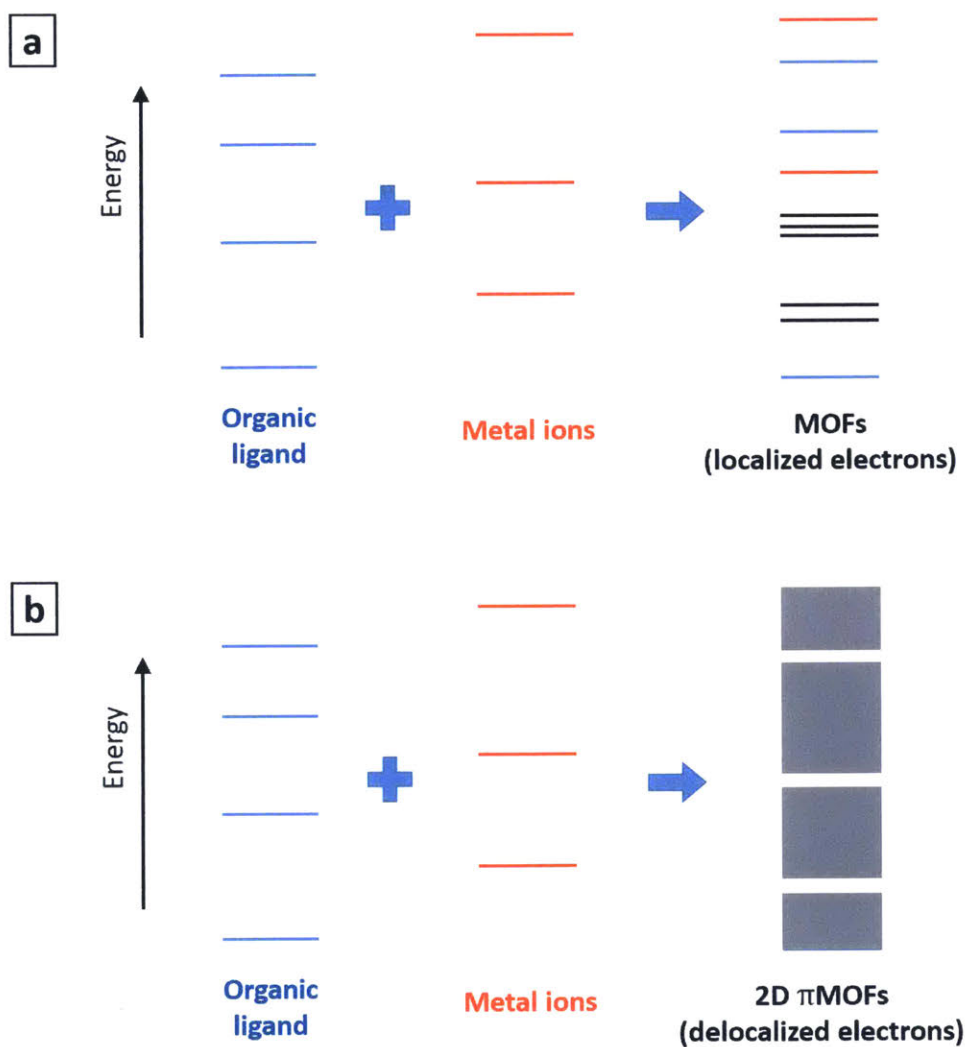 a
Energy
Organic
ligand
Metal ions
MOFs
(localized electrons)
b
Energy
Organic
ligand
Metal ions
2D πMOFs
(delocalized electrons)